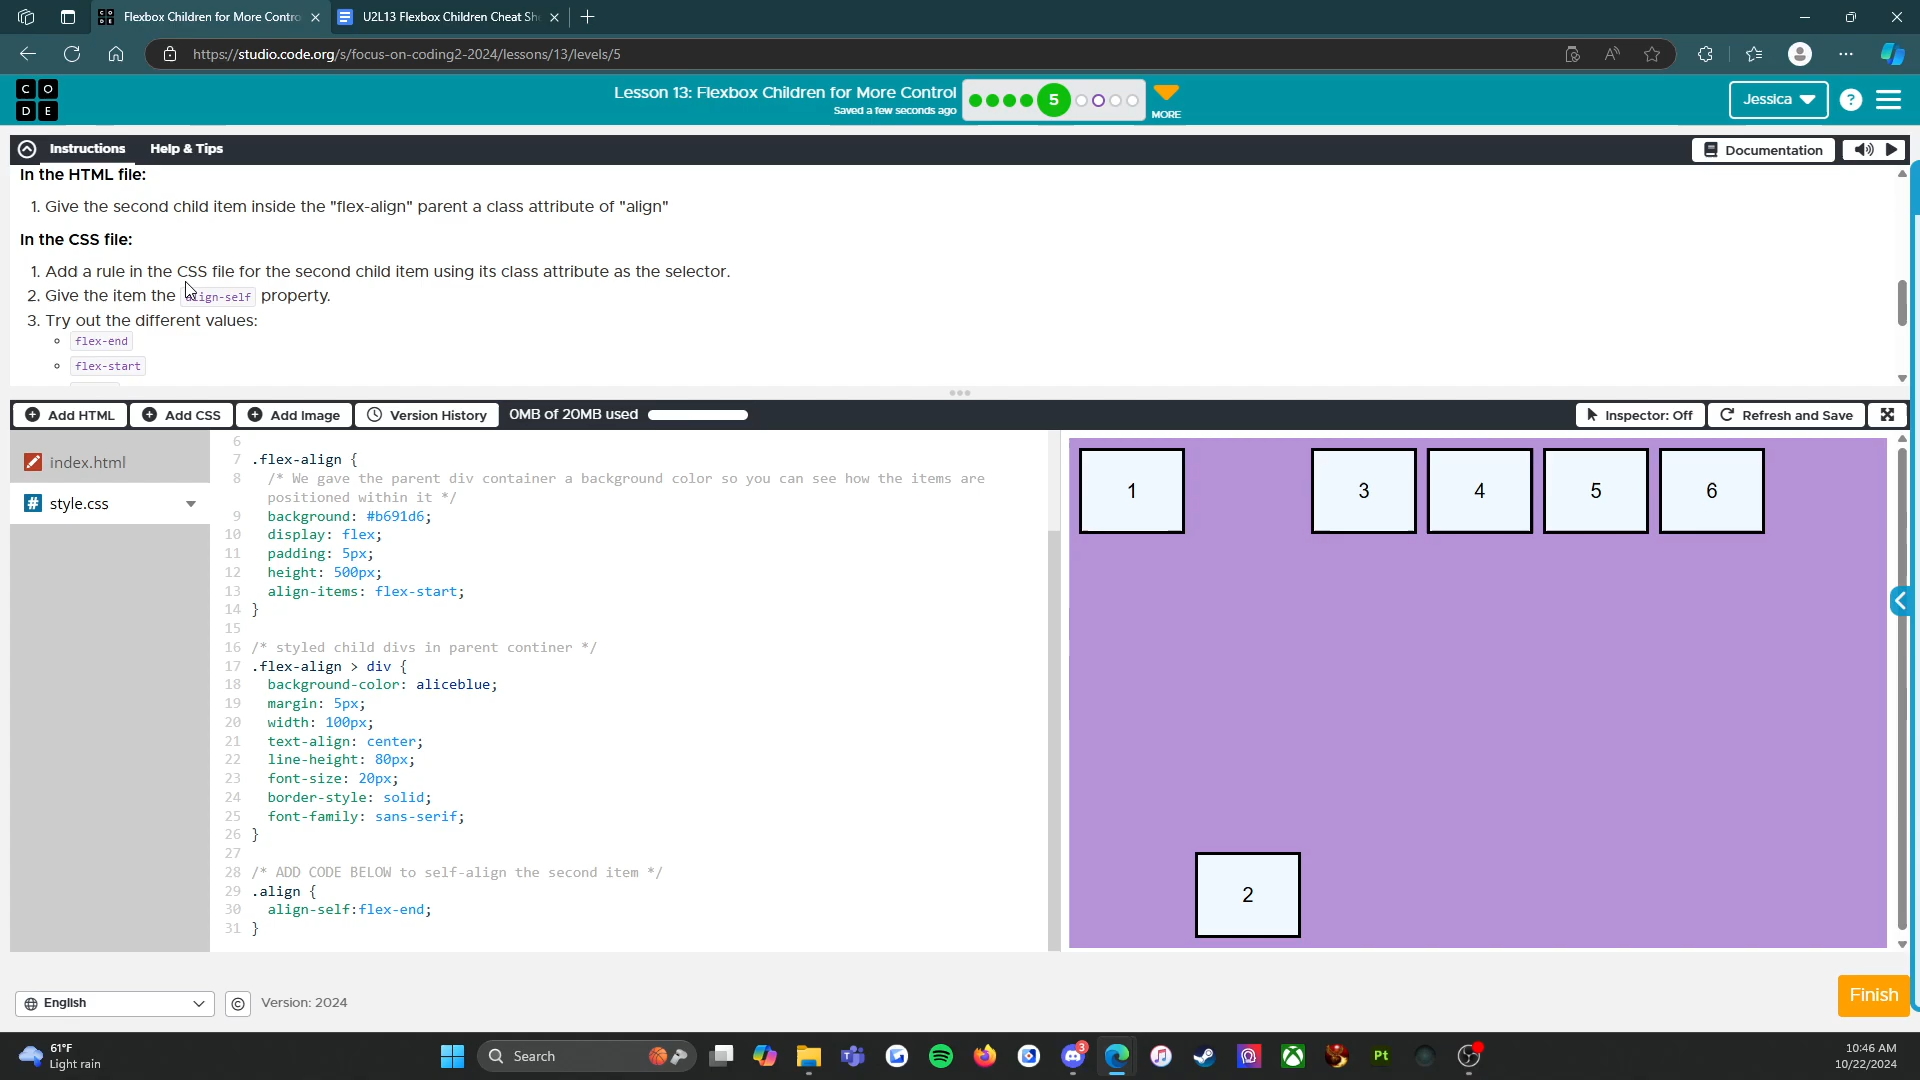 Flexbox Children for More Contro
U2L13 Flexbox Children Cheat She
https://studio.code.org/s/focus-on-coding2-2024/lessons/13/levels/5
C O
D E
Lesson 13: Flexbox Children for More Control
Saved a few seconds ago
5
MORE
Jessica
?
Instructions
Help & Tips
Documentation
In the HTML file:
1. Give the second child item inside the "flex-align" parent a class attribute of "align"
In the CSS file:
1. Add a rule in the CSS file for the second child item using its class attribute as the selector.
2. Give the item the align-self property.
3. Try out the different values:
flex-end
flex-start
Add HTML
Add CSS
Add Image
Version History
0MB of 20MB used
Inspector: Off
Refresh and Save
index.html
# style.css
6
7 .flex-align {
8 /* We gave the parent div container a background color so you can see how the items are
positioned within it */
9 background: #b691d6;
10 display: flex;
11 padding: 5px;
12 height: 500px;
13 align-items: flex-start;
14 }
15
16 /* styled child divs in parent continer */
17 .flex-align > div {
18 background-color: aliceblue;
19 margin: 5px;
20 width: 100px;
21 text-align: center;
22 line-height: 80px;
23 font-size: 20px;
24 border-style: solid;
25 font-family: sans-serif;
26 }
27
28 /* ADD CODE BELOW to self-align the second item */
29 .align {
30 align-self:flex-end;
31 }
1
3
4
5
6
2
English
©
Version: 2024
Finish
61°F
Light rain
Search
3
Pt
10:46 AM
10/22/2024